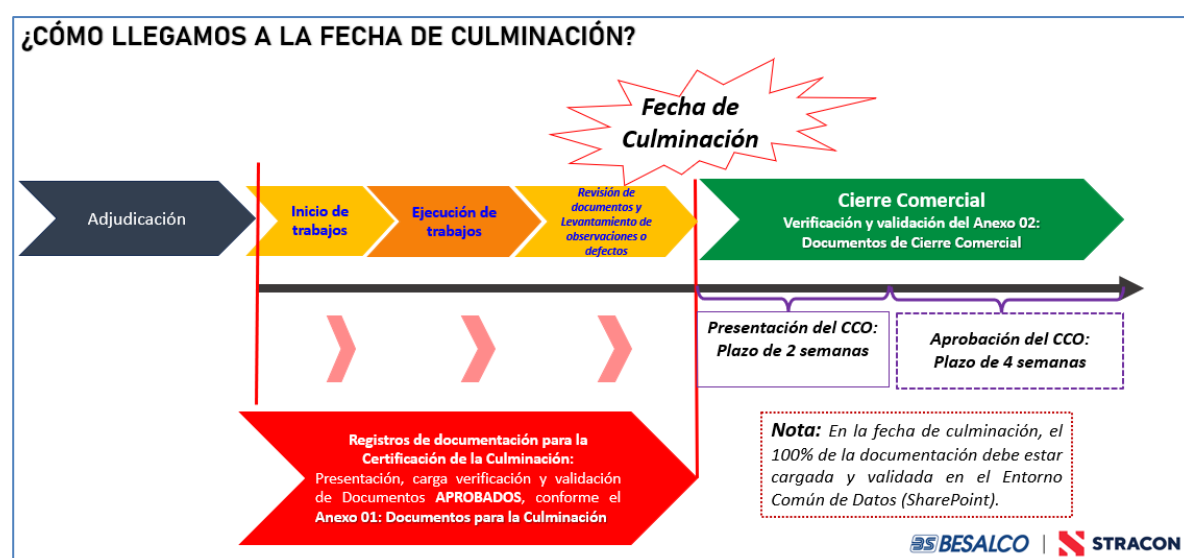 ¿CÓMO LLEGAMOS A LA FECHA DE CULMINACIÓN?
Fecha de
Culminación
Adjudicación
Inicio de
trabajos
Ejecución de
trabajos
Revisión de
documentos y
Levantamiento de
observaciones o
defectos
Cierre Comercial
Verificación y validación del Anexo 02:
Documentos de Cierre Comercial
Presentación del CCO:
Plazo de 2 semanas
Aprobación del CCO:
Plazo de 4 semanas
Registros de documentación para la
Certificación de la Culminación:
Presentación, carga verificación y validación
de Documentos APROBADOS, conforme el
Anexo 01: Documentos para la Culminación
Nota: En la fecha de culminación, el
100% de la documentación debe estar
cargada y validada en el Entorno
Común de Datos (SharePoint).
BS BESALCO | STRACON